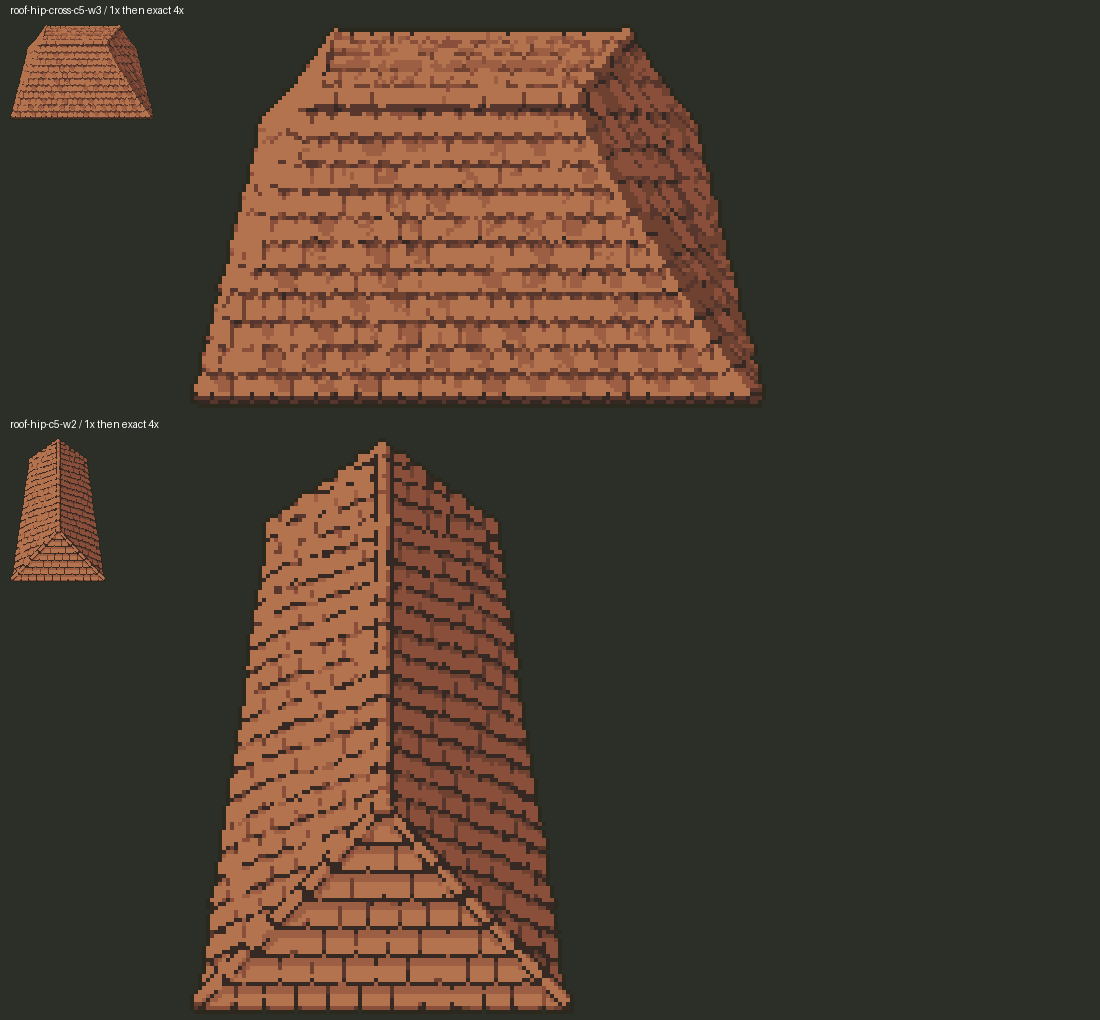 roof-hip-cross-c5-w3 / 1x then exact 4x
roof-hip-c5-w2 / 1x then exact 4x